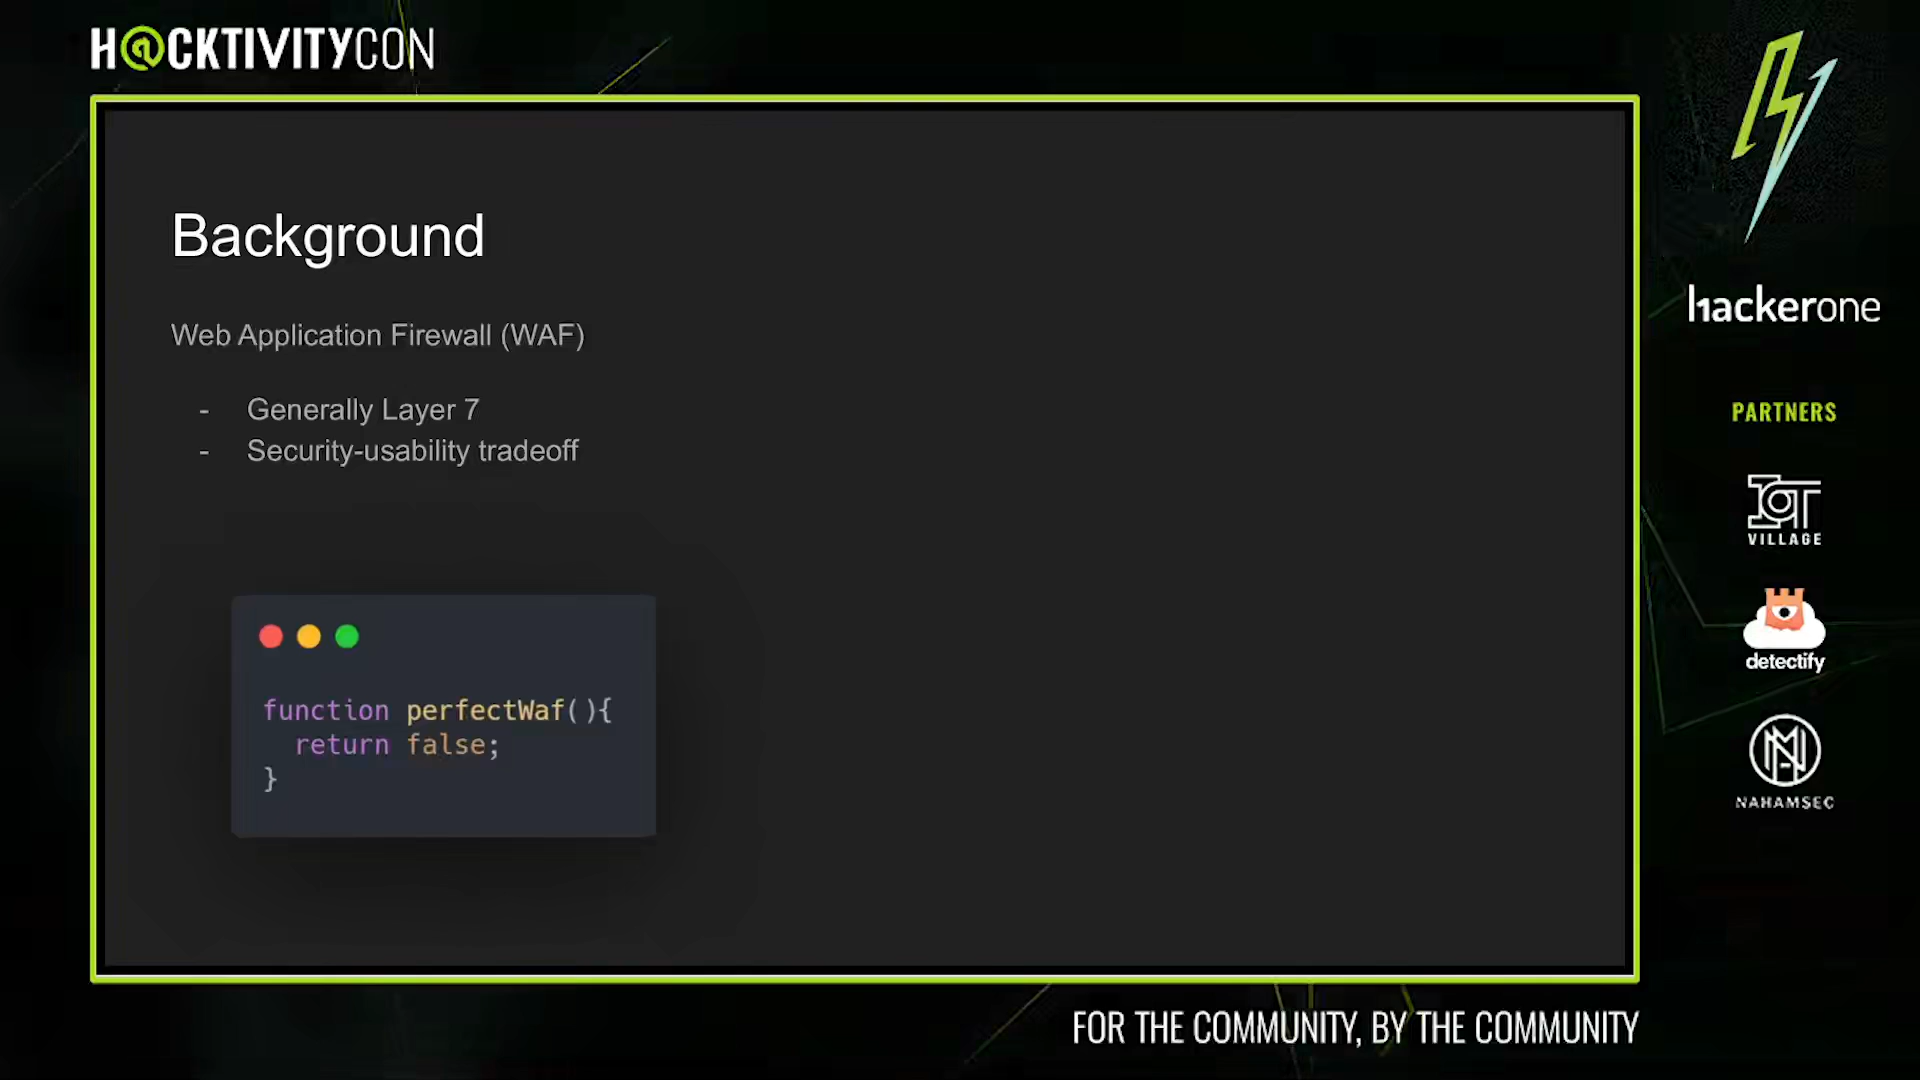 H@CKTIVITYCON
Background
Web Application Firewall (WAF)
- Generally Layer 7
- Security-usability tradeoff
function perfectWaf(){
  return false;
}
hackerone
PARTNERS
IOT
VILLAGE
detectify
NAHAMSEC
FOR THE COMMUNITY, BY THE COMMUNITY